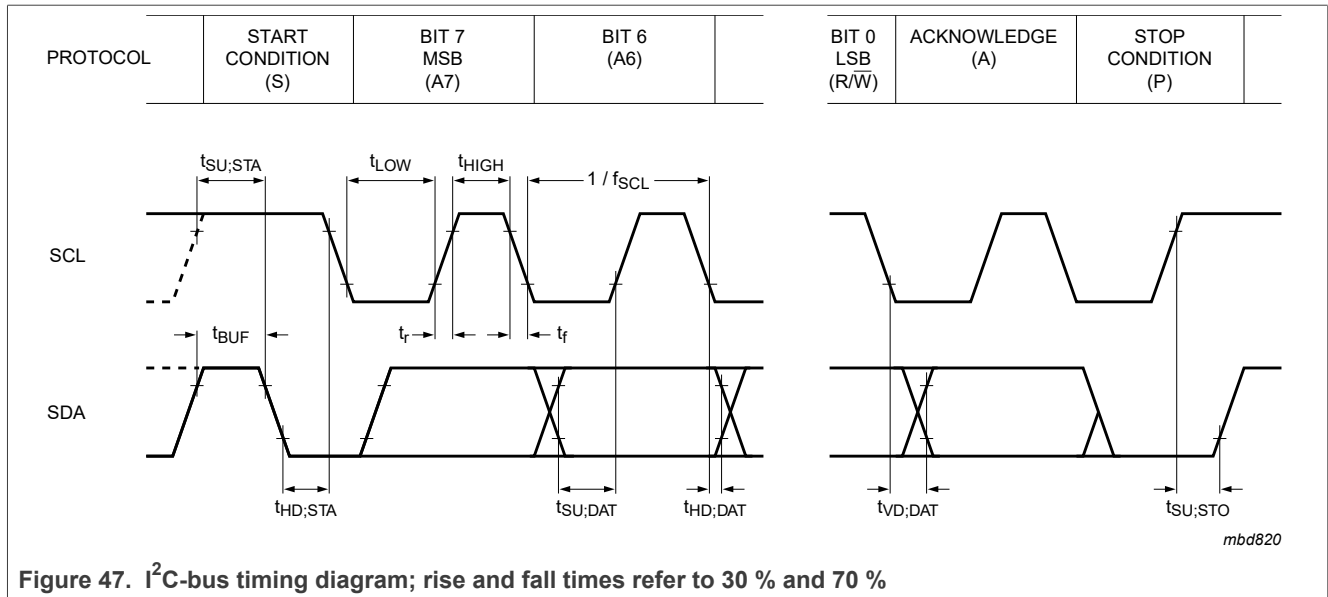 PROTOCOL
START
CONDITION
(S)
BIT 7
MSB
(A7)
BIT 6
(A6)
BIT 0
LSB
(R/W̅)
ACKNOWLEDGE
(A)
STOP
CONDITION
(P)
tSU;STA
tLOW
tHIGH
1 / fSCL
SCL
tBUF
tr
tf
SDA
tHD;STA
tSU;DAT
tHD;DAT
tVD;DAT
tSU;STO
mbd820
Figure 47. I²C-bus timing diagram; rise and fall times refer to 30 % and 70 %